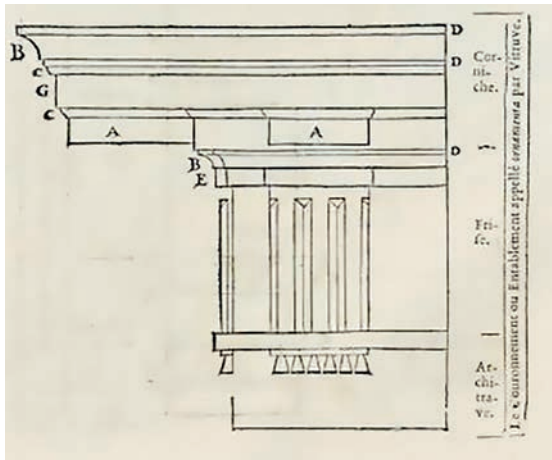 D
B
D
C
G
C
A
A
D
B
E
Cor-
ni-
che.
Fri-
se.
Ar-
chi-
tra-
ve.
Le Couronnement ou Entablement appellé ornamenta par Vitruve.